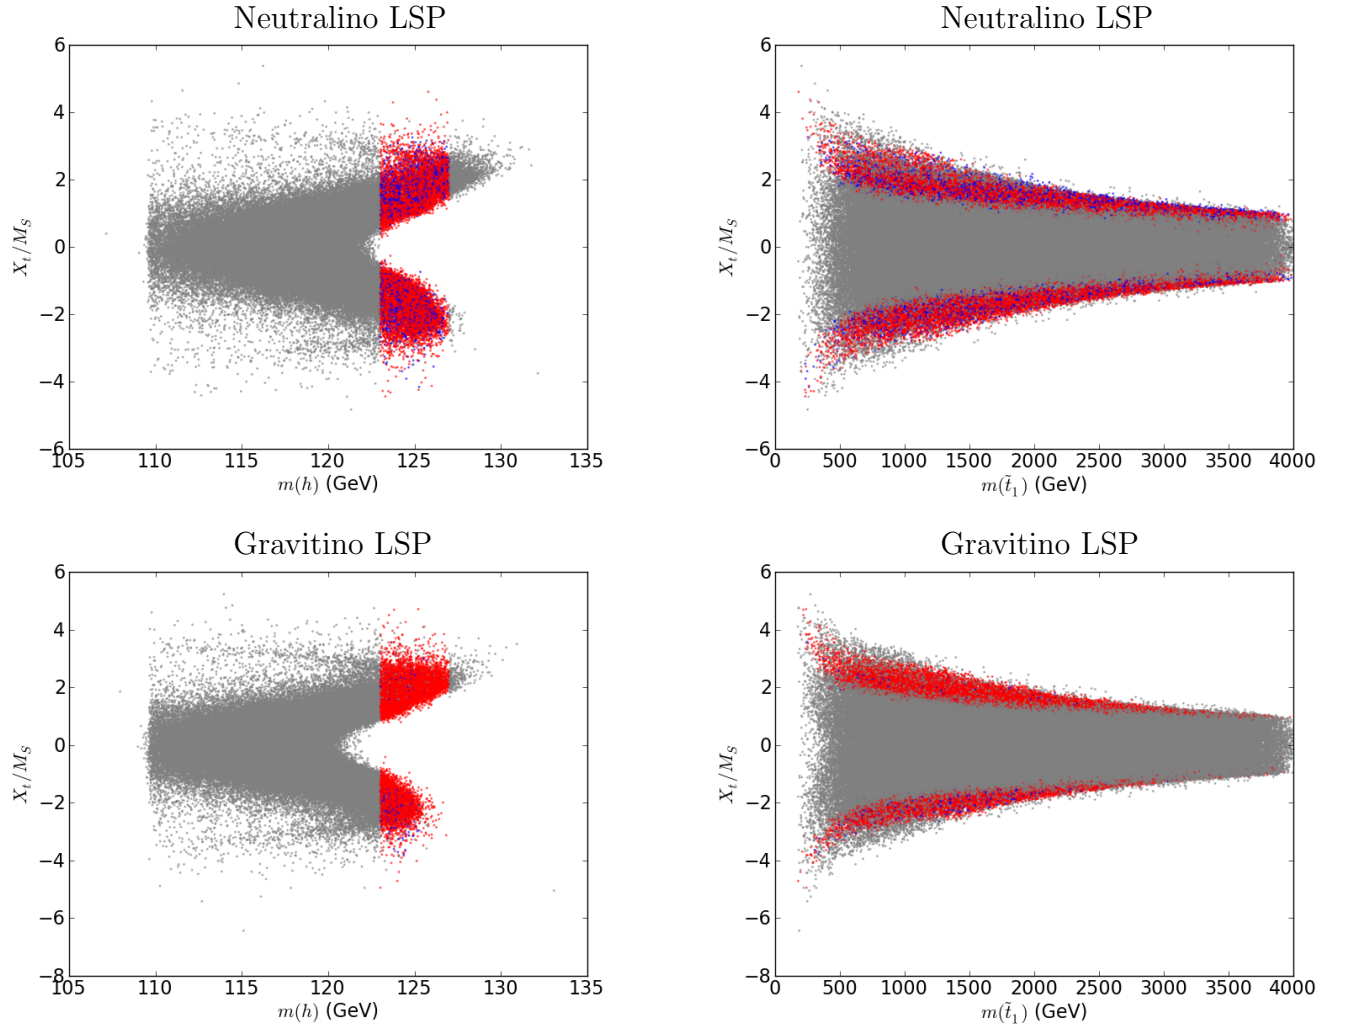 Neutralino LSP
6
4
2
0
−2
−4
−6
X_t/M_S
105 110 115 120 125 130 135
m(h) (GeV)
Neutralino LSP
6
4
2
0
−2
−4
−6
X_t/M_S
0 500 1000 1500 2000 2500 3000 3500 4000
m(t̃_1) (GeV)
Gravitino LSP
6
4
2
0
−2
−4
−6
−8
X_t/M_S
105 110 115 120 125 130 135
m(h) (GeV)
Gravitino LSP
6
4
2
0
−2
−4
−6
−8
X_t/M_S
0 500 1000 1500 2000 2500 3000 3500 4000
m(t̃_1) (GeV)